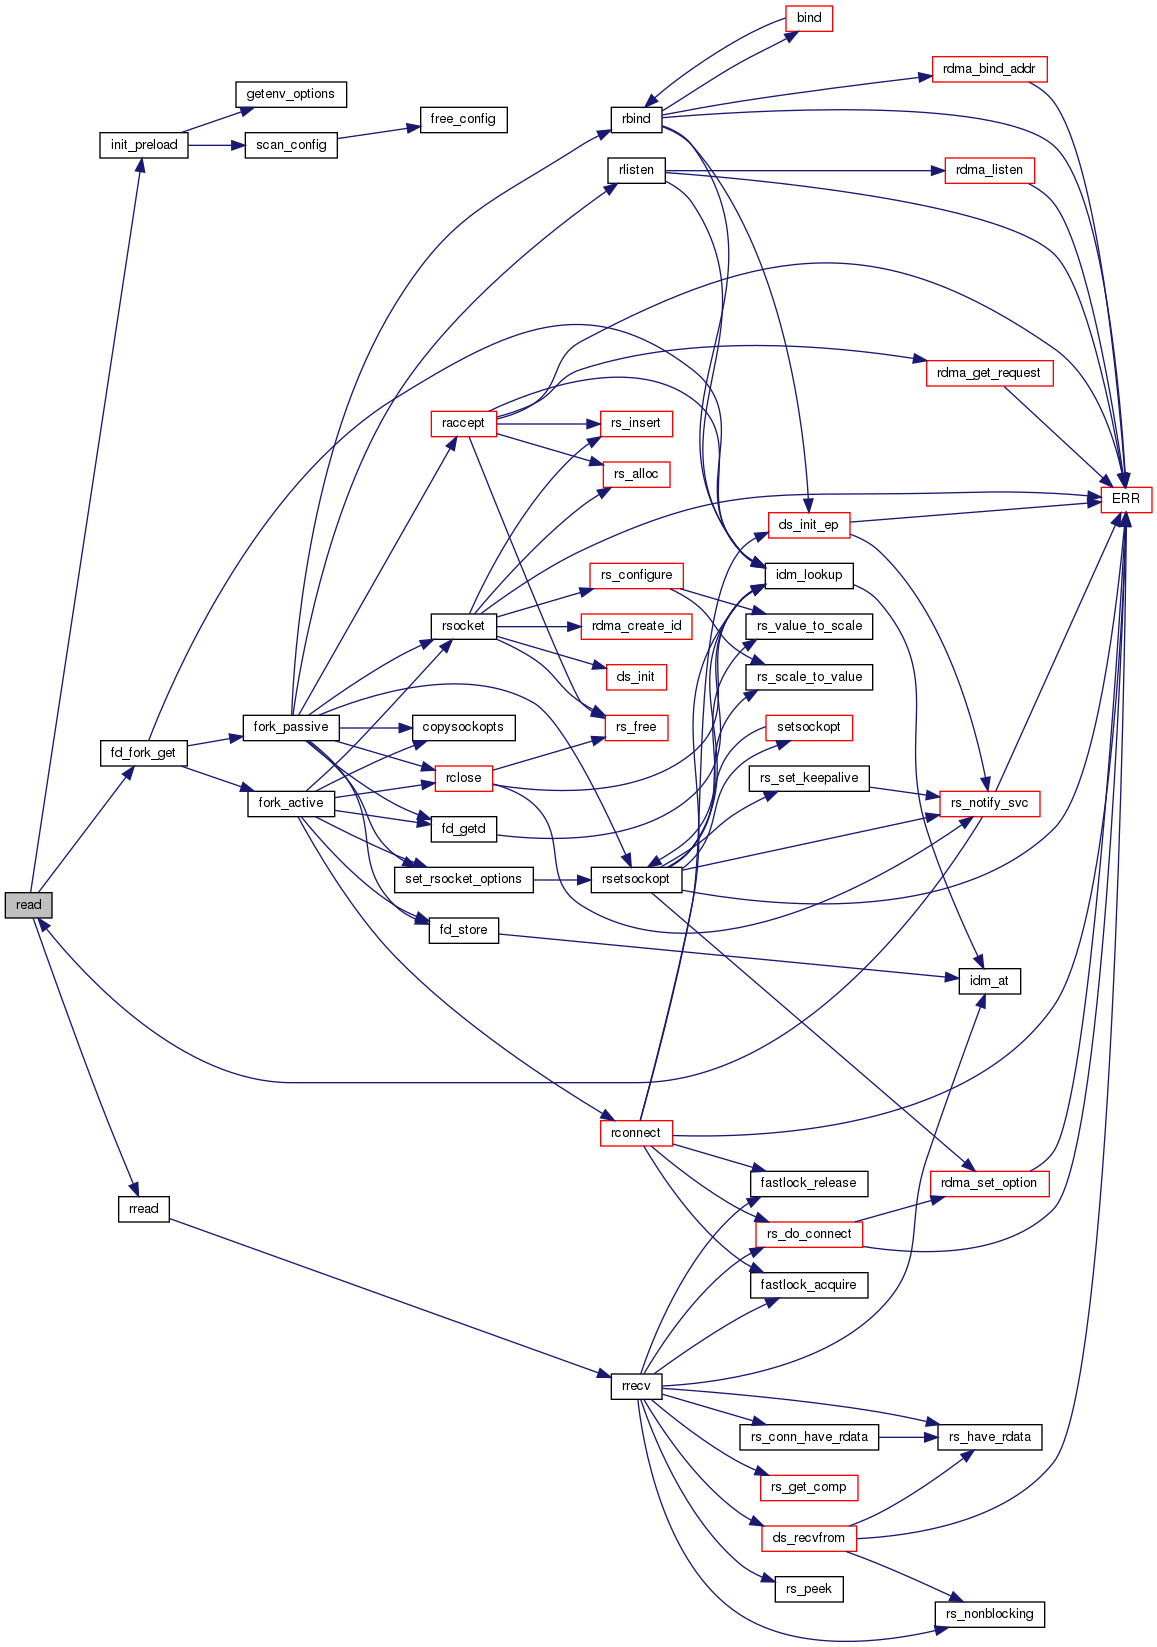 bind
rdma_bind_addr
getenv_options
free_config
rbind
init_preload
scan_config
rlisten
rdma_listen
rdma_get_request
raccept
rs_insert
rs_alloc
ERR
ds_init_ep
rs_configure
idm_lookup
rsocket
rdma_create_id
rs_value_to_scale
ds_init
rs_scale_to_value
fork_passive
copysockopts
rs_free
setsockopt
fd_fork_get
rclose
rs_set_keepalive
fork_active
rs_notify_svc
fd_getd
set_rsocket_options
rsetsockopt
read
fd_store
idm_at
rconnect
fastlock_release
rdma_set_option
rread
rs_do_connect
fastlock_acquire
rrecv
rs_conn_have_rdata
rs_have_rdata
rs_get_comp
ds_recvfrom
rs_peek
rs_nonblocking